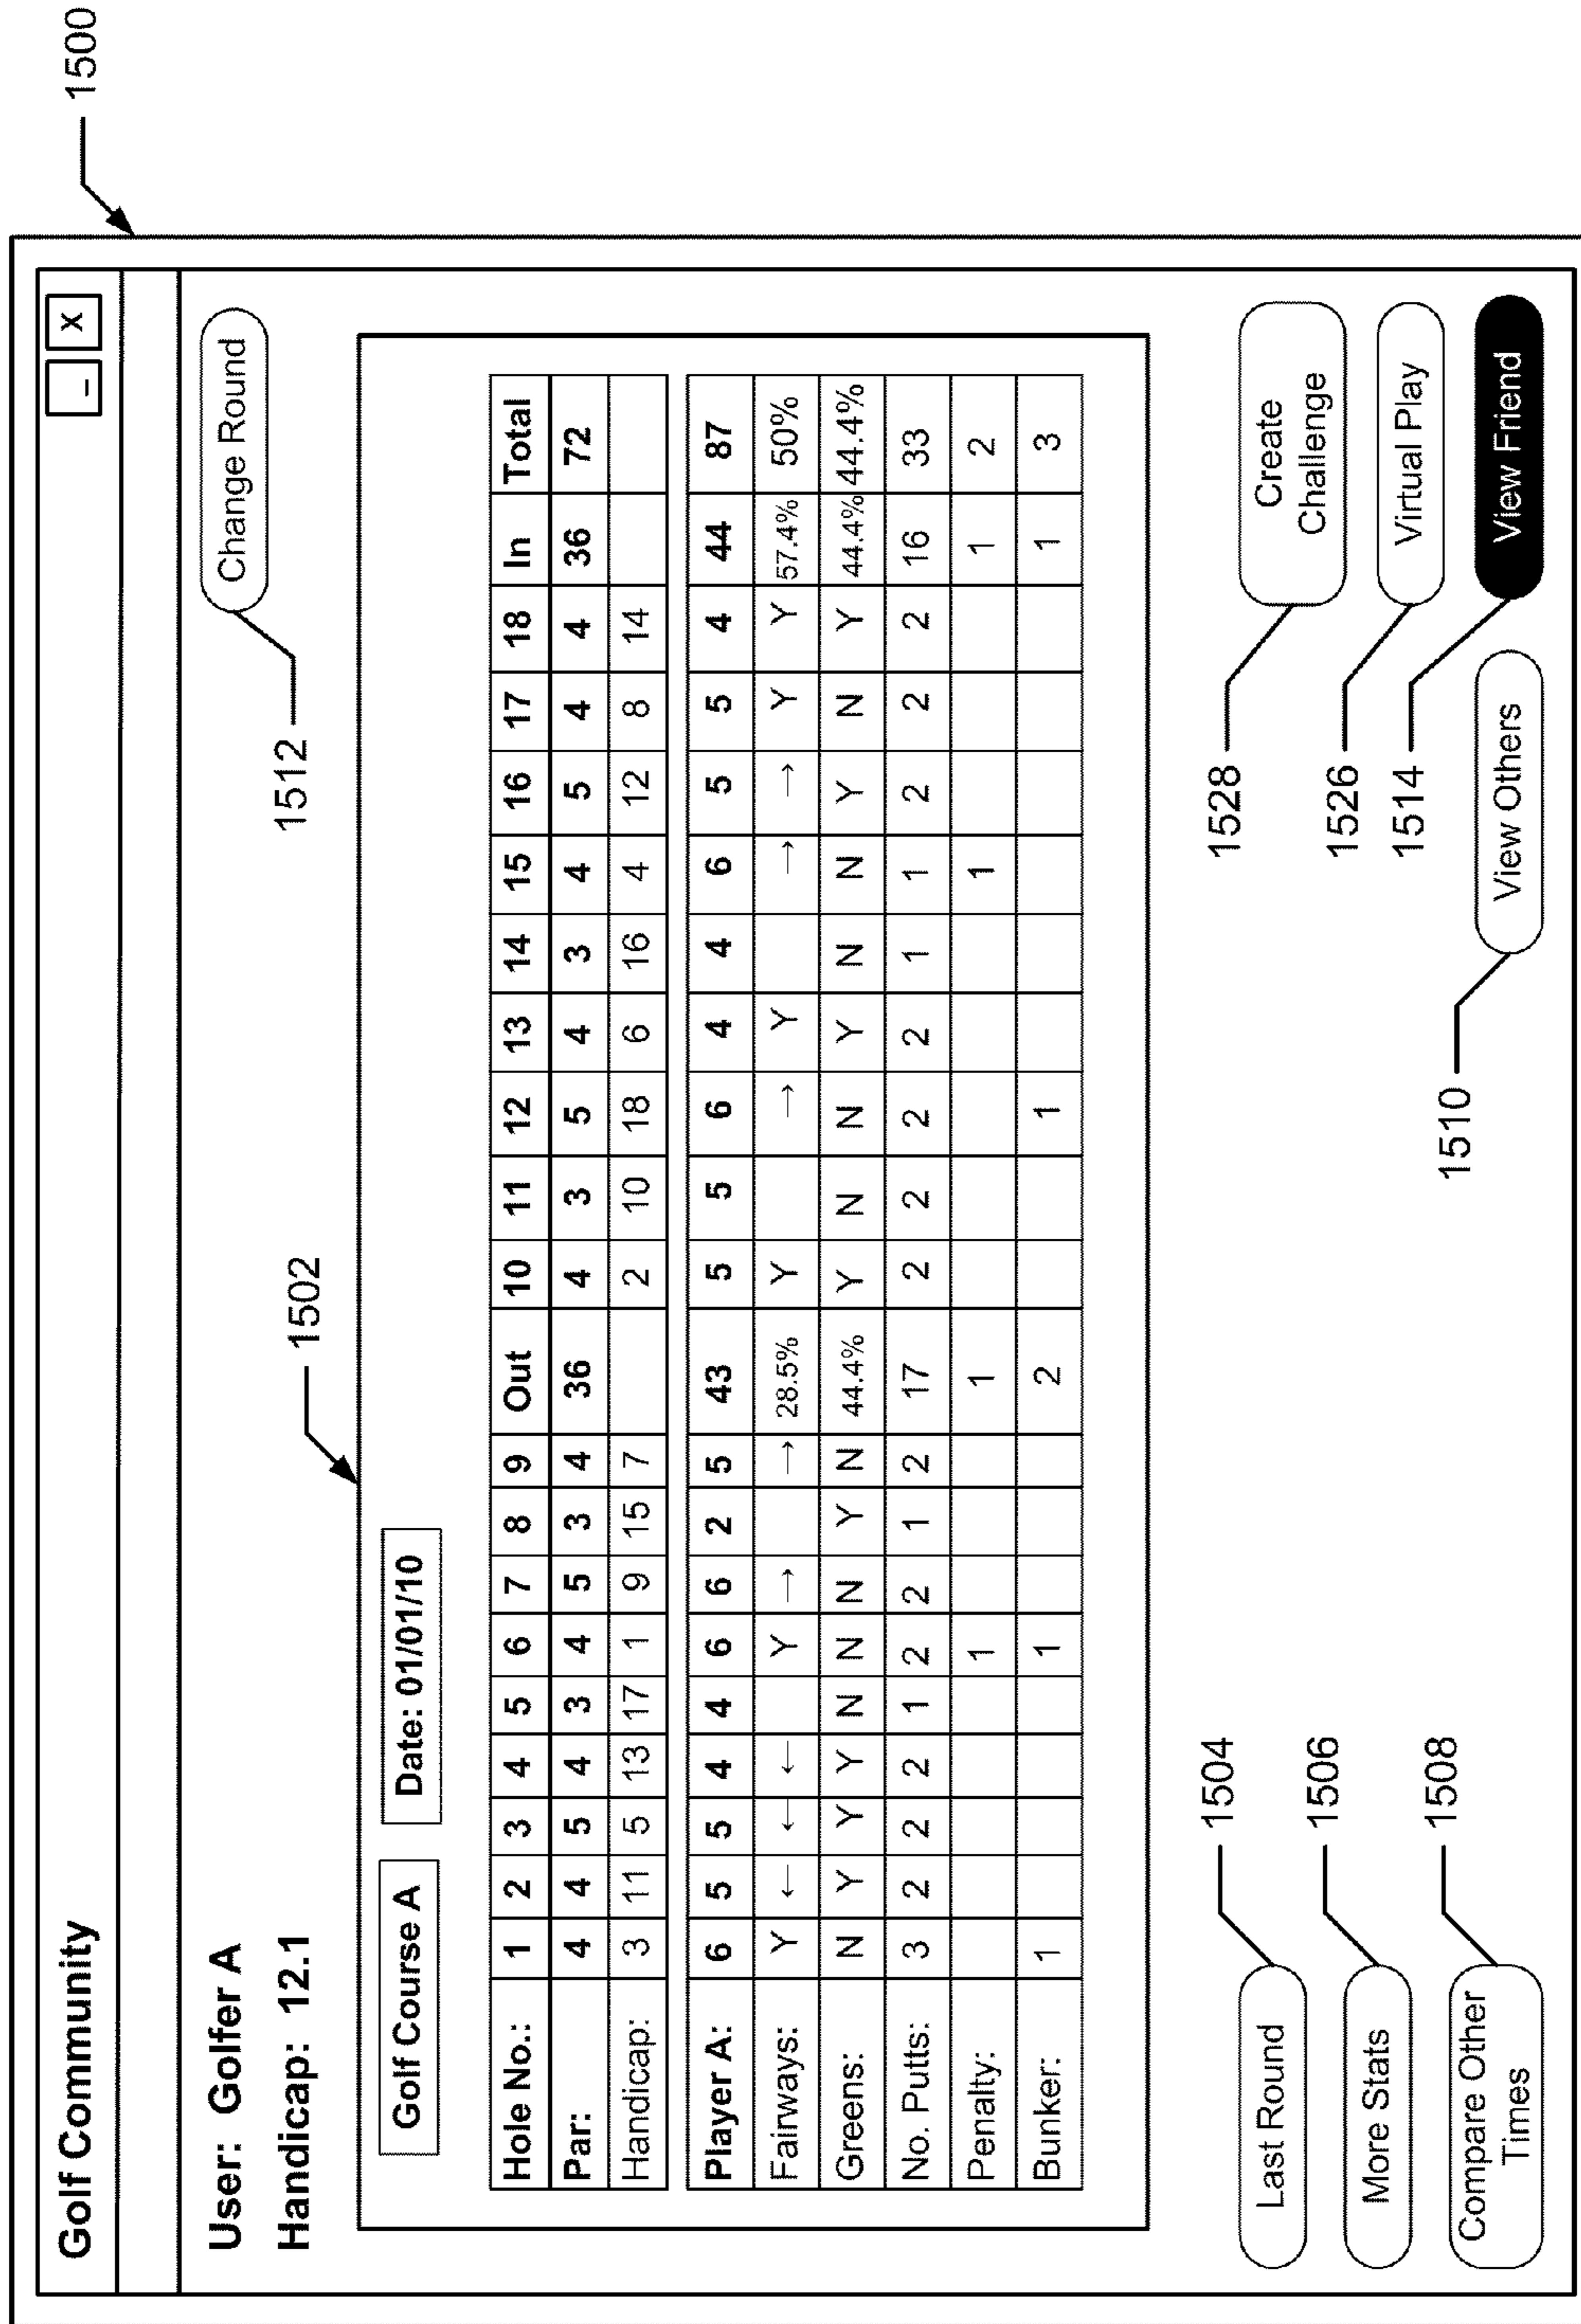 1500
Golf Community
_ X
User: Golfer A
Change Round
Handicap: 12.1
1512
1502
Golf Course A Date: 01/01/10
Hole No.: 1 2 3 4 5 6 7 8 9 Out 10 11 12 13 14 15 16 17 18 In Total
Par: 4 4 5 4 3 4 5 3 4 36 4 3 5 4 3 4 5 4 4 36 72
Handicap: 3 11 5 13 17 1 9 15 7 2 10 18 6 16 4 12 8 14
Player A: 6 5 5 4 4 6 6 2 5 43 5 5 6 4 4 6 5 5 4 44 87
Fairways: Y ← ← ← Y → → 28.5% Y → Y → → Y Y 57.4% 50%
Greens: N Y Y Y N N N Y N 44.4% Y N N Y N N Y N Y 44.4% 44.4%
No. Putts: 3 2 2 2 1 2 2 1 2 17 2 2 2 2 1 1 2 2 2 16 33
Penalty: 1 1 1 1 2
Bunker: 1 1 2 1 1 3
Last Round
1504
1528
Create
Challenge
More Stats
1506
1526
Virtual Play
1514
Compare Other
Times
1508
1510
View Others
View Friend